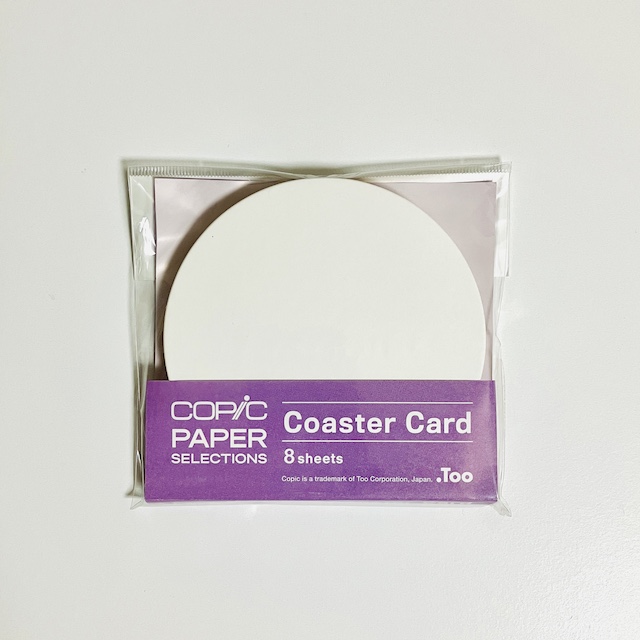 COPiC
PAPER
SELECTIONS
Coaster Card
8 sheets
Copic is a trademark of Too Corporation, Japan.
.Too